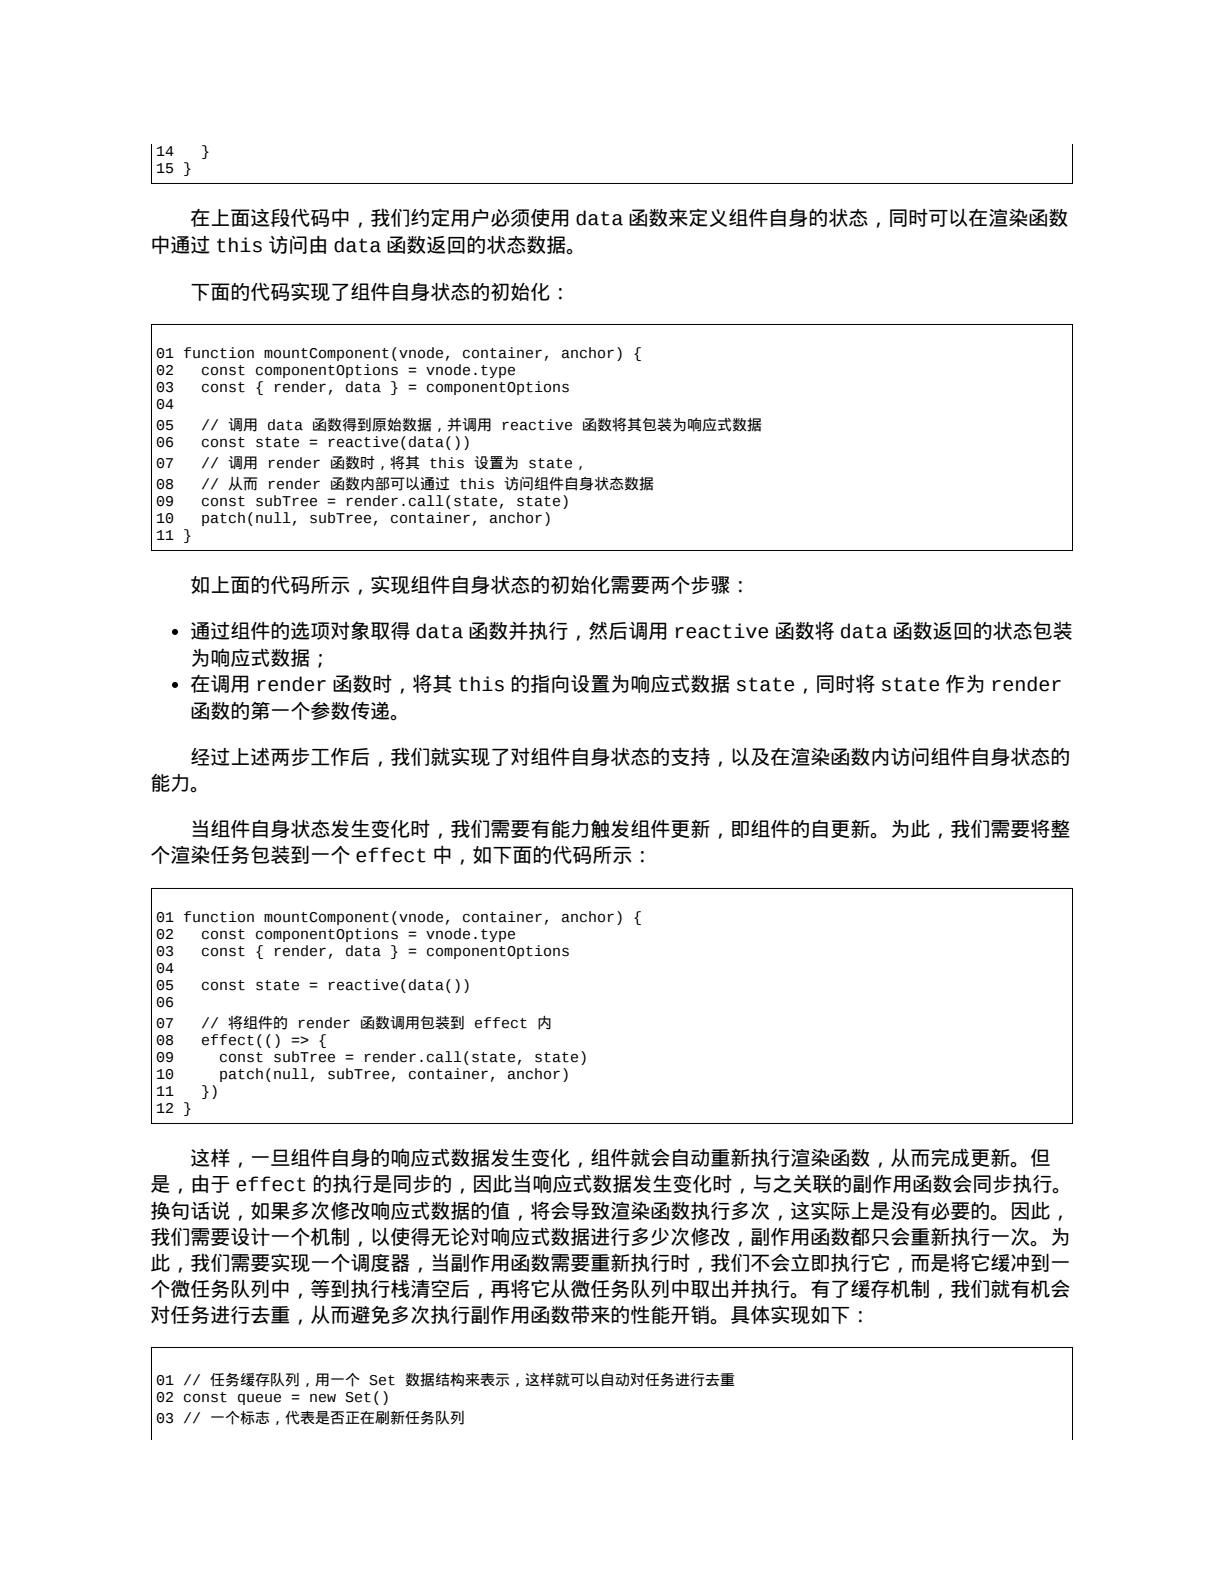 14   }
15 }
在上面这段代码中，我们约定用户必须使用 data 函数来定义组件自身的状态，同时可以在渲染函数
中通过 this 访问由 data 函数返回的状态数据。
下面的代码实现了组件自身状态的初始化：
01 function mountComponent(vnode, container, anchor) {
02   const componentOptions = vnode.type
03   const { render, data } = componentOptions
04
05   // 调用 data 函数得到原始数据，并调用 reactive 函数将其包装为响应式数据
06   const state = reactive(data())
07   // 调用 render 函数时，将其 this 设置为 state，
08   // 从而 render 函数内部可以通过 this 访问组件自身状态数据
09   const subTree = render.call(state, state)
10   patch(null, subTree, container, anchor)
11 }
如上面的代码所示，实现组件自身状态的初始化需要两个步骤：
• 通过组件的选项对象取得 data 函数并执行，然后调用 reactive 函数将 data 函数返回的状态包装
为响应式数据；
• 在调用 render 函数时，将其 this 的指向设置为响应式数据 state，同时将 state 作为 render
函数的第一个参数传递。
经过上述两步工作后，我们就实现了对组件自身状态的支持，以及在渲染函数内访问组件自身状态的
能力。
当组件自身状态发生变化时，我们需要有能力触发组件更新，即组件的自更新。为此，我们需要将整
个渲染任务包装到一个 effect 中，如下面的代码所示：
01 function mountComponent(vnode, container, anchor) {
02   const componentOptions = vnode.type
03   const { render, data } = componentOptions
04
05   const state = reactive(data())
06
07   // 将组件的 render 函数调用包装到 effect 内
08   effect(() => {
09     const subTree = render.call(state, state)
10     patch(null, subTree, container, anchor)
11   })
12 }
这样，一旦组件自身的响应式数据发生变化，组件就会自动重新执行渲染函数，从而完成更新。但
是，由于 effect 的执行是同步的，因此当响应式数据发生变化时，与之关联的副作用函数会同步执行。
换句话说，如果多次修改响应式数据的值，将会导致渲染函数执行多次，这实际上是没有必要的。因此，
我们需要设计一个机制，以使得无论对响应式数据进行多少次修改，副作用函数都只会重新执行一次。为
此，我们需要实现一个调度器，当副作用函数需要重新执行时，我们不会立即执行它，而是将它缓冲到一
个微任务队列中，等到执行栈清空后，再将它从微任务队列中取出并执行。有了缓存机制，我们就有机会
对任务进行去重，从而避免多次执行副作用函数带来的性能开销。具体实现如下：
01 // 任务缓存队列，用一个 Set 数据结构来表示，这样就可以自动对任务进行去重
02 const queue = new Set()
03 // 一个标志，代表是否正在刷新任务队列